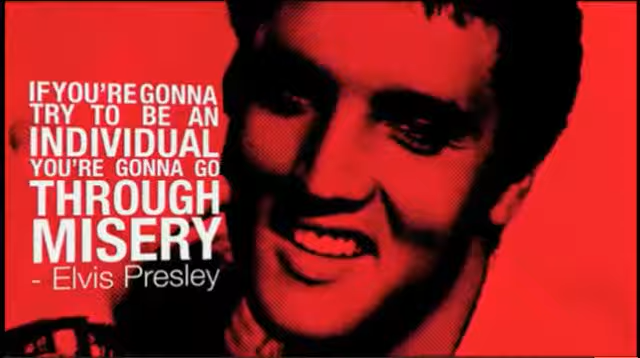 IF YOU'RE GONNA
TRY TO BE AN
INDIVIDUAL
YOU'RE GONNA GO
THROUGH
MISERY
- Elvis Presley